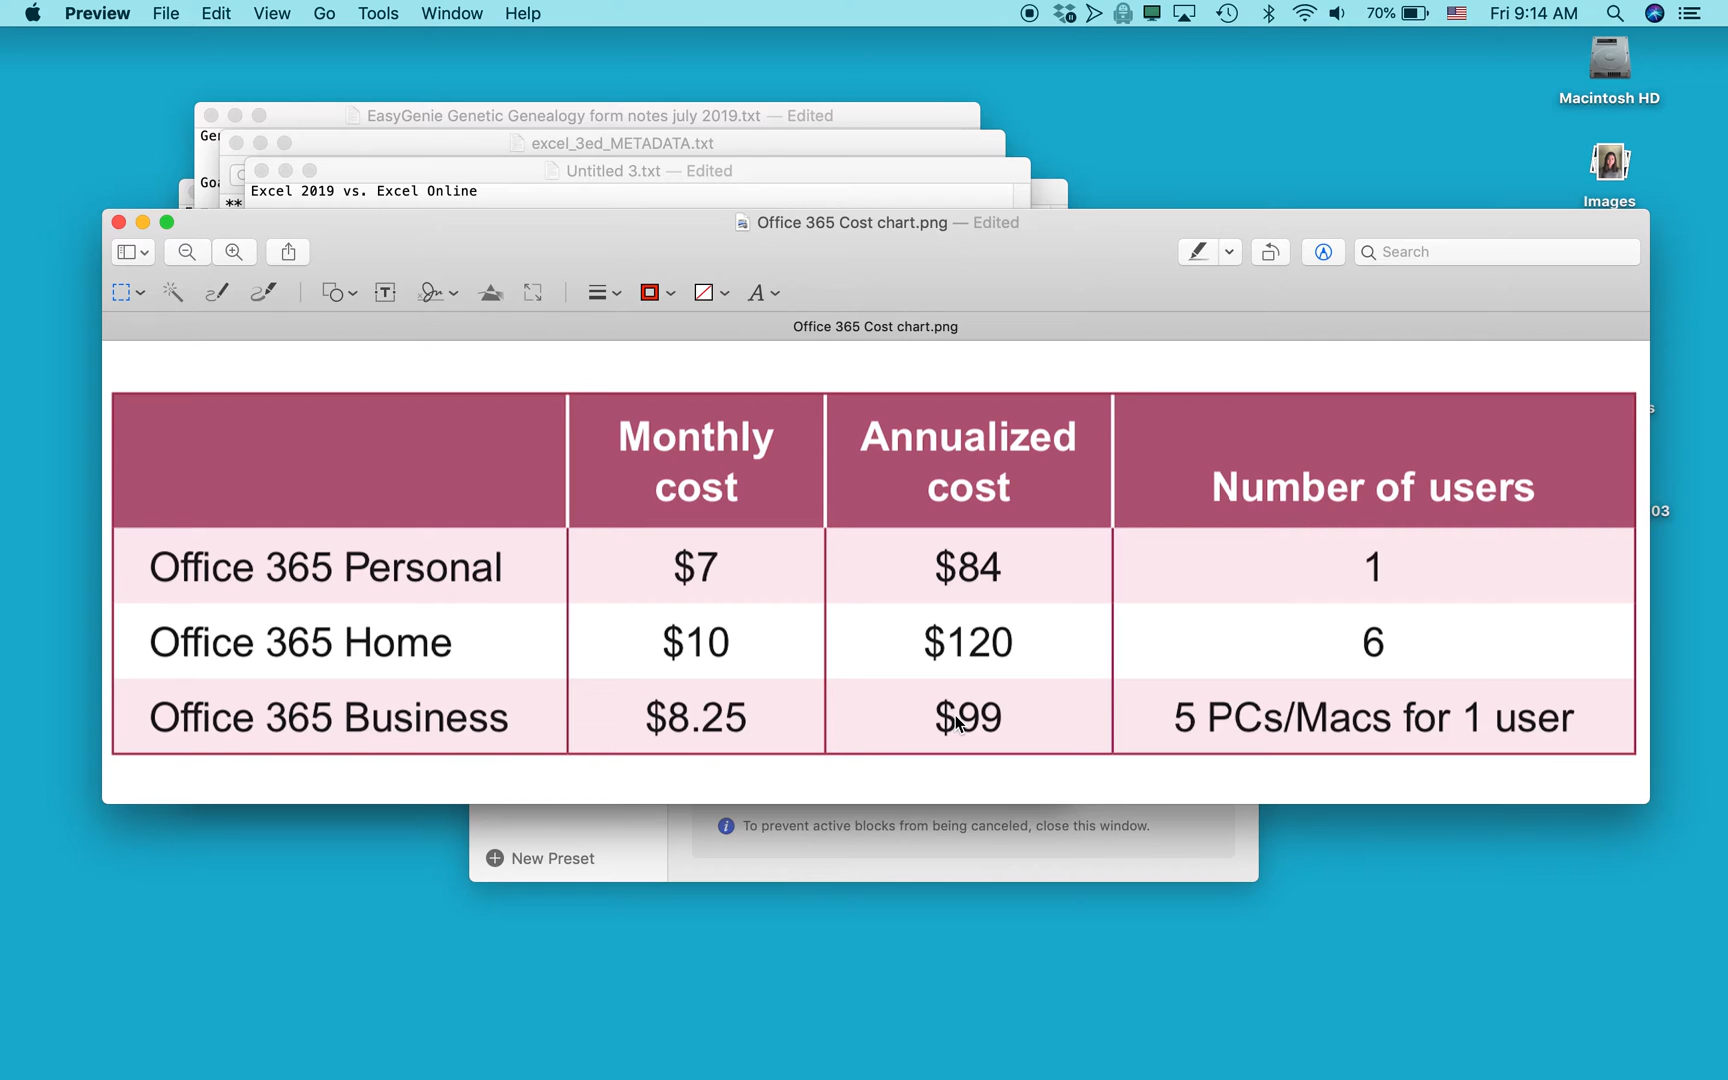 Preview File Edit View Go Tools Window Help 70% Fri 9:14 AM
Macintosh HD
EasyGenie Genetic Genealogy form notes july 2019.txt — Edited
Ger
excel_3ed_METADATA.txt
Untitled 3.txt — Edited
Goa
Excel 2019 vs. Excel Online
**
Images
Office 365 Cost chart.png — Edited
Search
Office 365 Cost chart.png
Monthly cost Annualized cost Number of users
Office 365 Personal $7 $84 1
Office 365 Home $10 $120 6
Office 365 Business $8.25 $99 5 PCs/Macs for 1 user
s
03
To prevent active blocks from being canceled, close this window.
New Preset